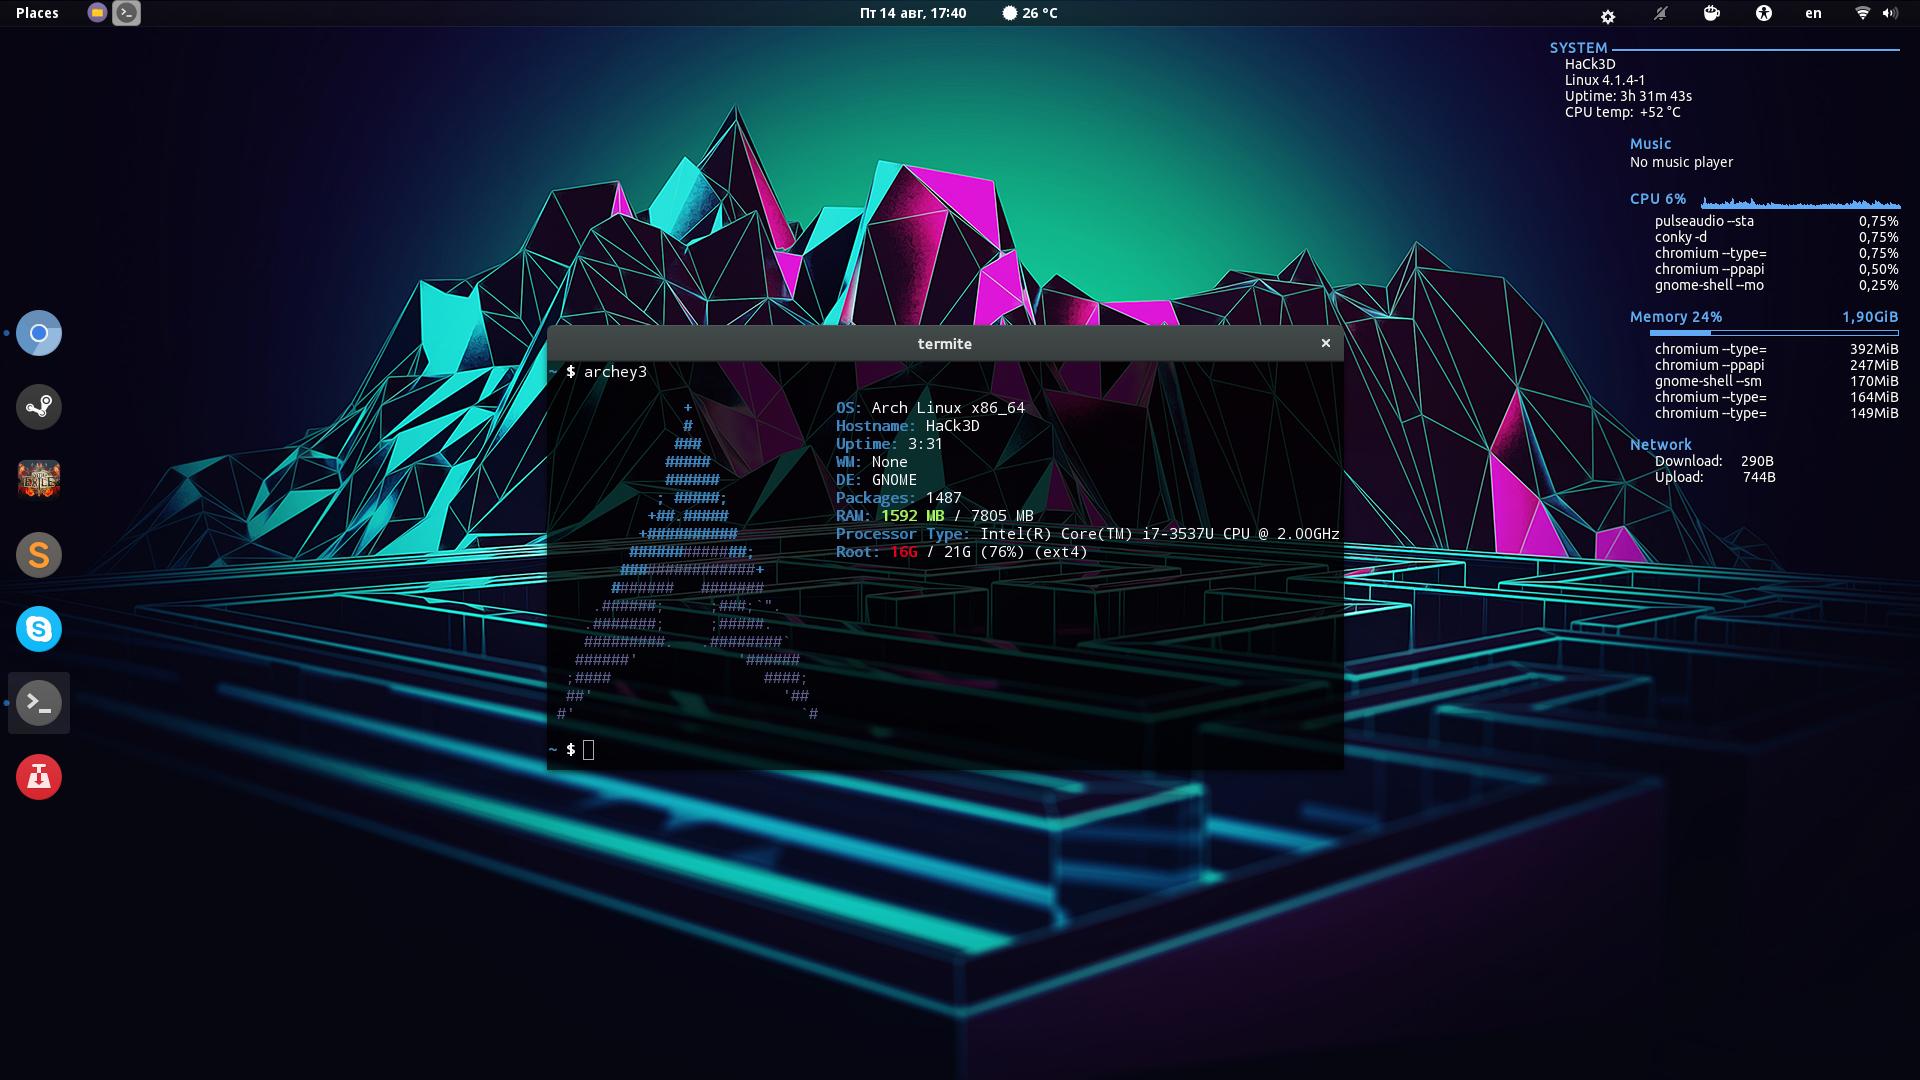 Places
Пт 14 авг, 17:40
26 °C
en
SYSTEM
HaCk3D
Linux 4.1.4-1
Uptime: 3h 31m 43s
CPU temp: +52 °C
Music
No music player
CPU 6%
pulseaudio --sta 0,75%
conky -d 0,75%
chromium --type= 0,75%
chromium --ppapi 0,50%
gnome-shell --mo 0,25%
Memory 24% 1,90GiB
chromium --type= 392MiB
chromium --ppapi 247MiB
gnome-shell --sm 170MiB
chromium --type= 164MiB
chromium --type= 149MiB
Network
Download: 290B
Upload: 744B
termite
~ $ archey3
OS: Arch Linux x86_64
Hostname: HaCk3D
Uptime: 3:31
WM: None
DE: GNOME
Packages: 1487
RAM: 1592 MB / 7805 MB
Processor Type: Intel(R) Core(TM) i7-3537U CPU @ 2.00GHz
Root: 16G / 21G (76%) (ext4)
~ $
EXILE
S
S
>_